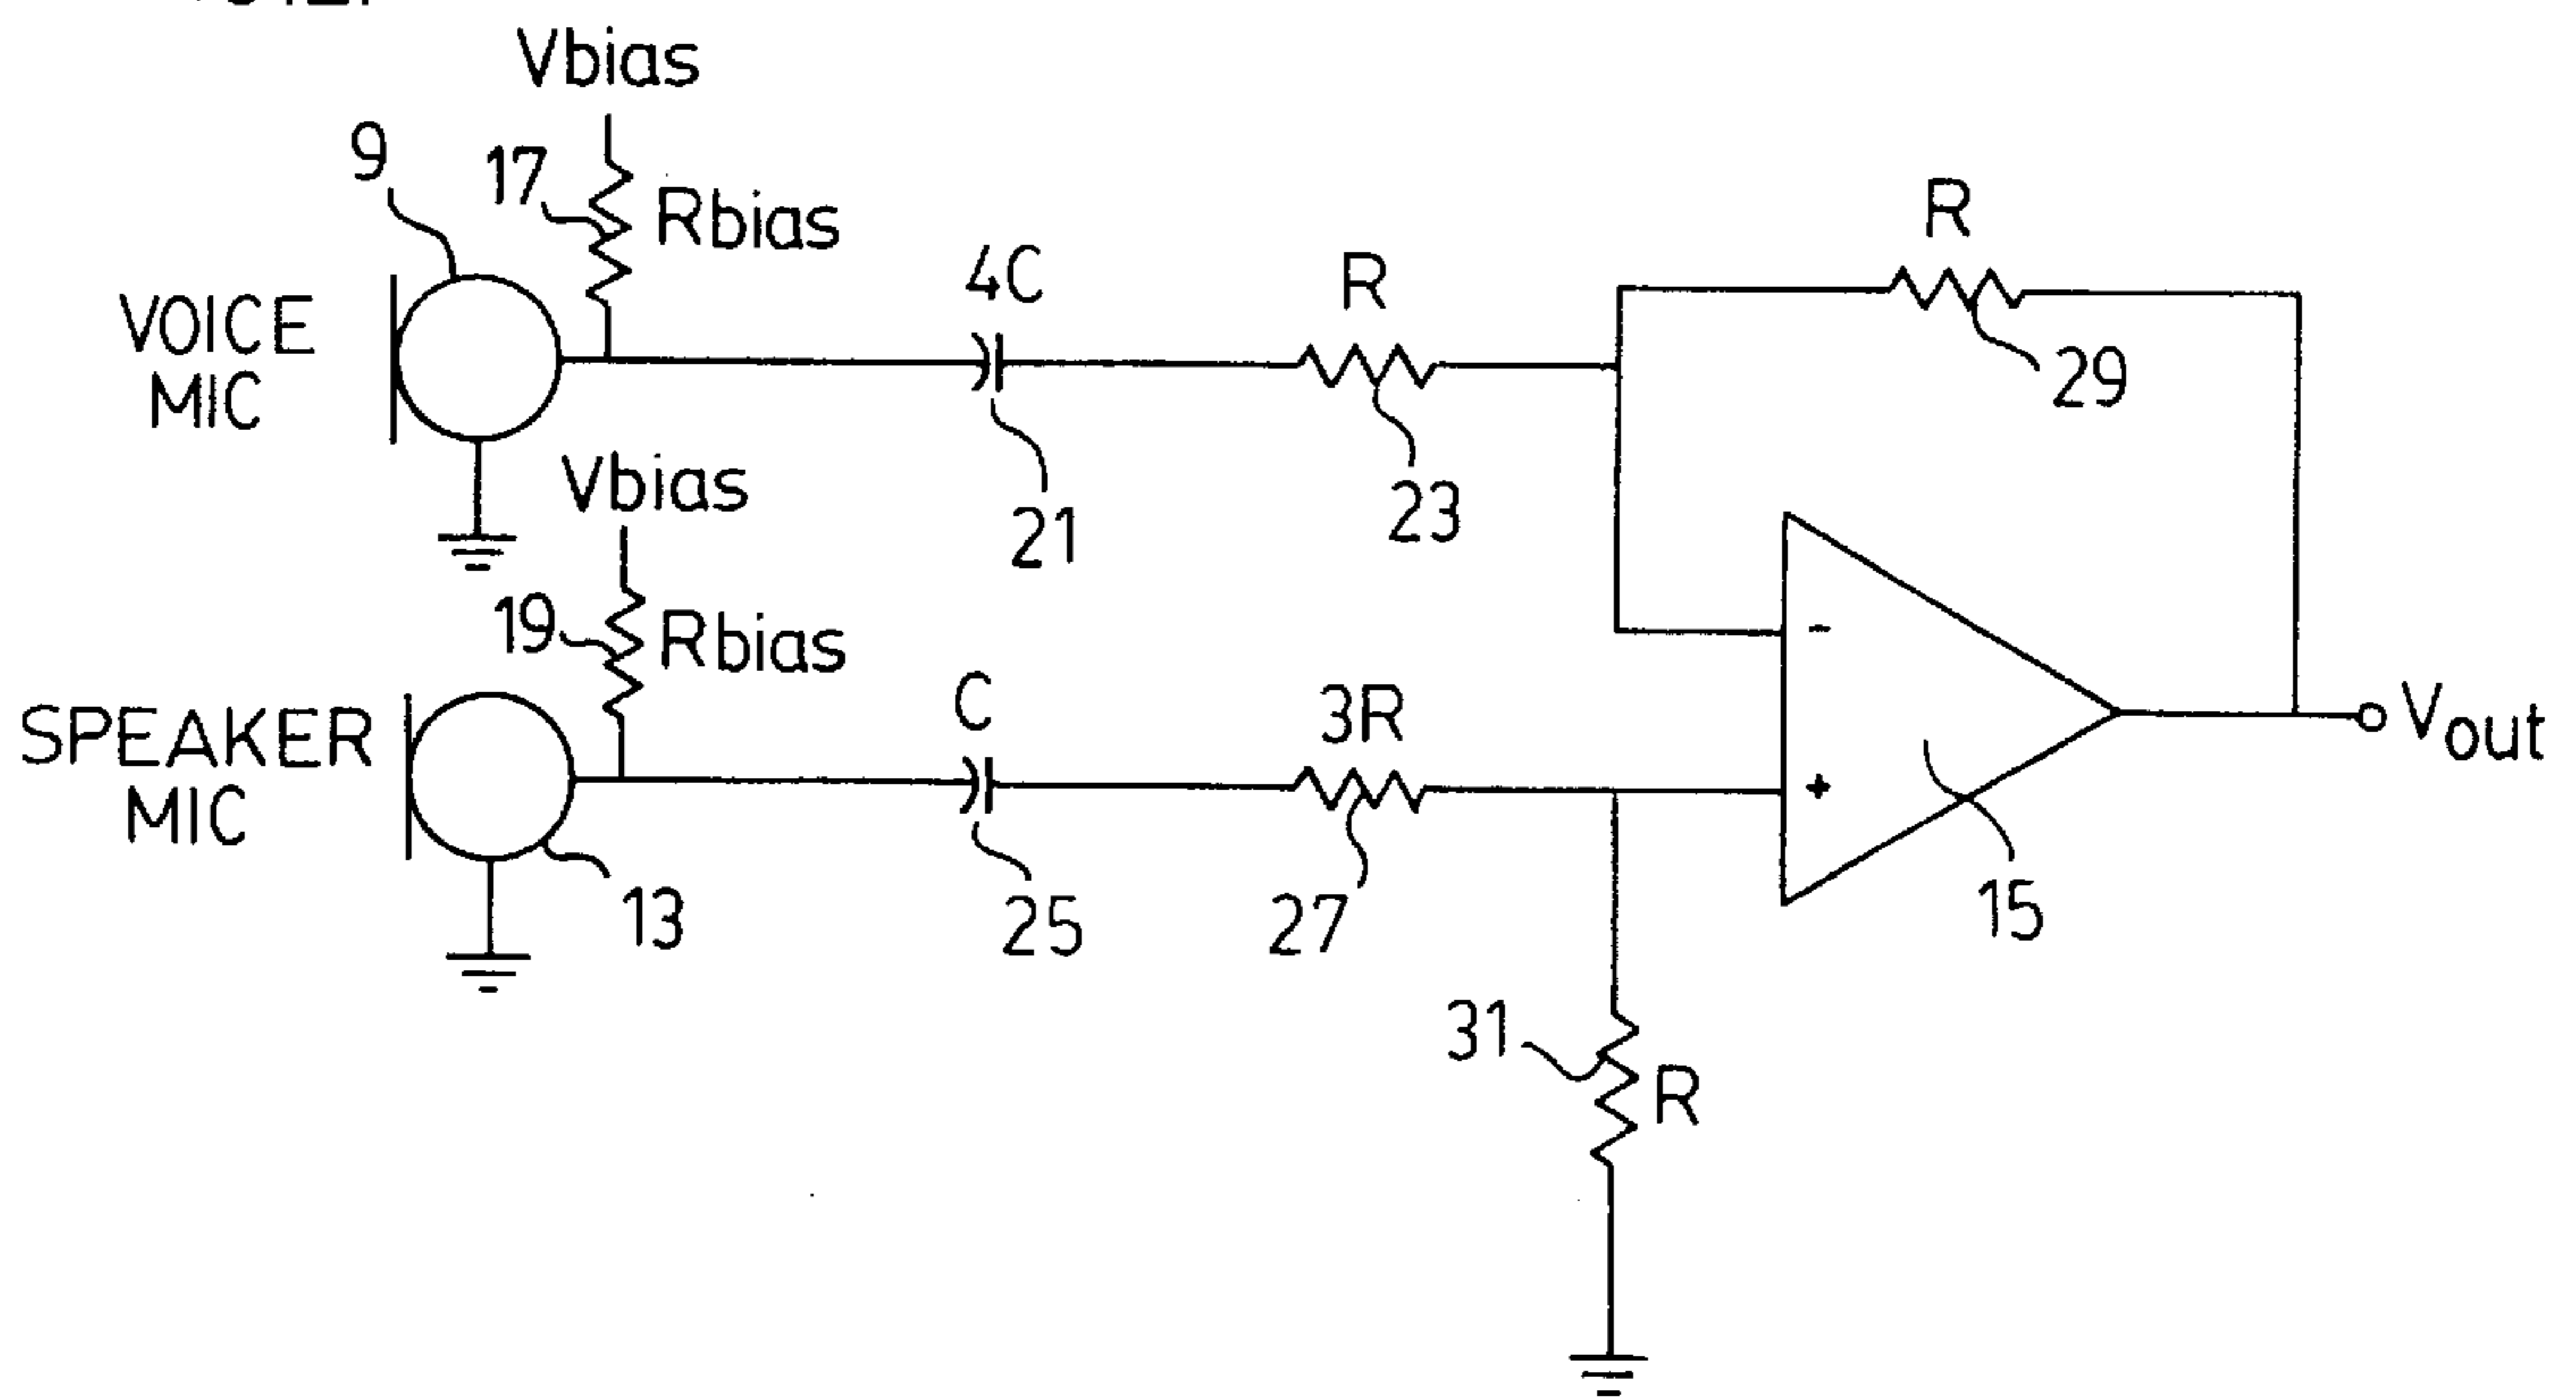 Vbias
9
17
Rbias
VOICE
MIC
4C
21
R
23
R
29
Vbias
19
Rbias
SPEAKER
MIC
13
C
25
3R
27
-
+
15
Vout
31
R